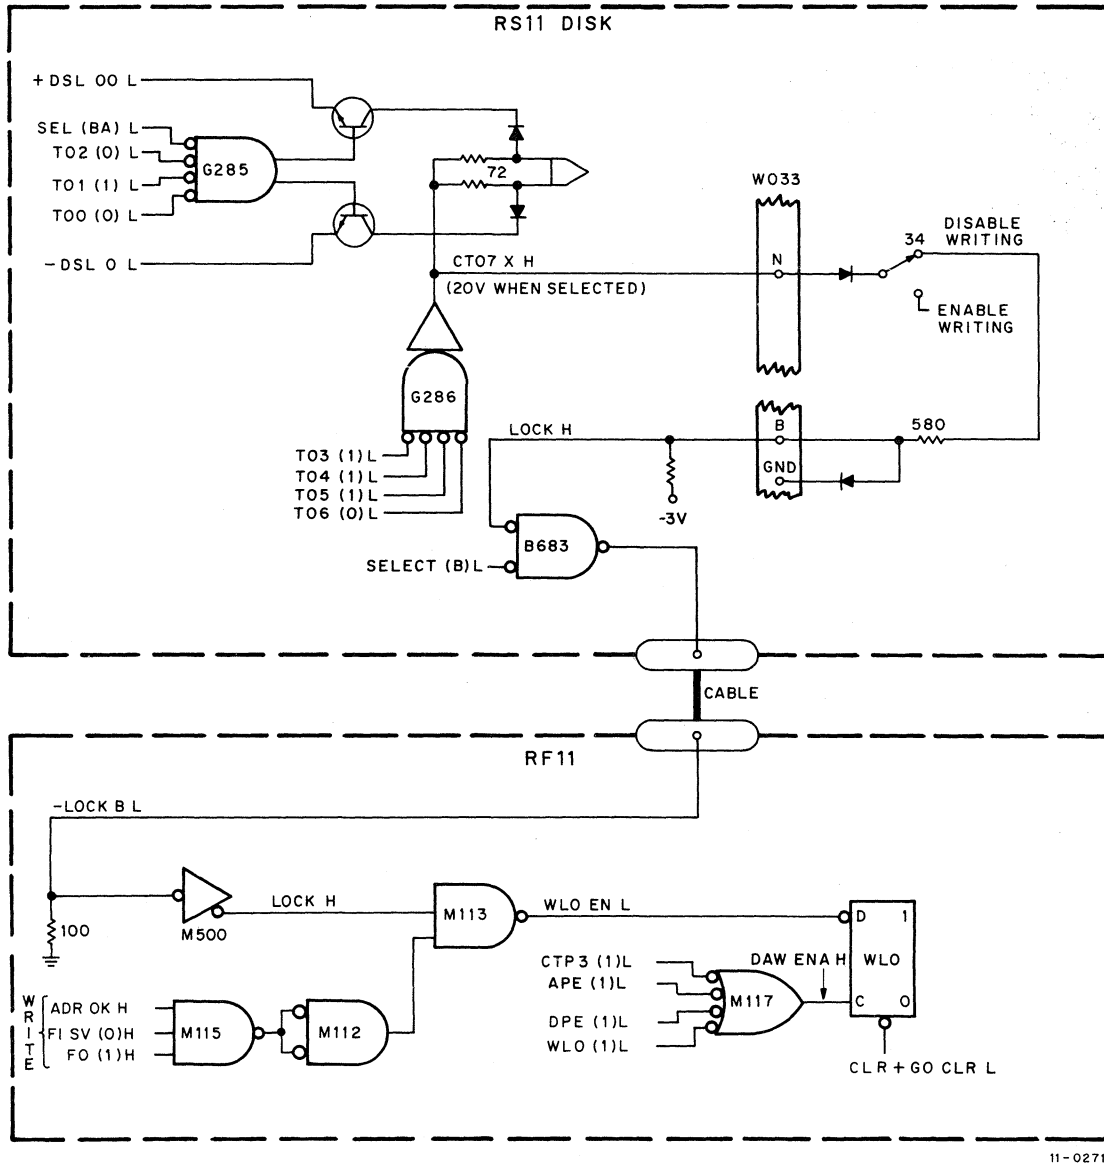 RS11 DISK
+DSL 00 L
SEL (BA) L
T02 (0) L
T01 (1) L
T00 (0) L
G285
-DSL 0 L
72
CT07 X H
(20V WHEN SELECTED)
W033
N
34
DISABLE
WRITING
ENABLE
WRITING
G286
T03 (1) L
T04 (1) L
T05 (1) L
T06 (0) L
LOCK H
B
GND
580
-3V
B683
SELECT (B) L
CABLE
RF11
-LOCK B L
100
M500
LOCK H
M113
WLO EN L
WRITE
ADR OK H
FI SV (0) H
FO (1) H
M115
M112
CTP3 (1) L
APE (1) L
DPE (1) L
WLO (1) L
M117
DAW ENA H
D 1
WLO
C 0
CLR + GO CLR L
11-0271